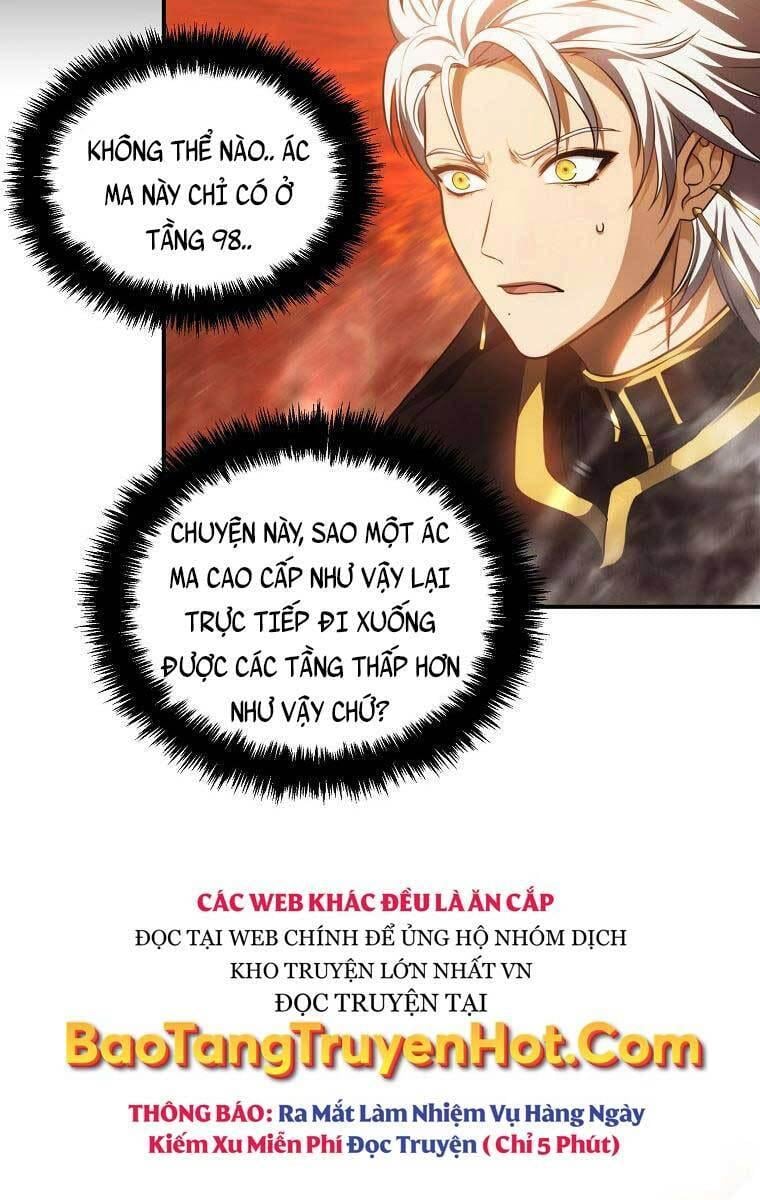 KHÔNG THỂ NÀO.. ÁC
MA NÀY CHỈ CÓ Ở
TẦNG 98..
CHUYỆN NÀY, SAO MỘT ÁC
MA CAO CẤP NHƯ VẬY LẠI
TRỰC TIẾP ĐI XUỐNG
ĐƯỢC CÁC TẦNG THẤP HƠN
NHƯ VẬY CHỨ?
CÁC WEB KHÁC ĐỀU LÀ ĂN CẮP
ĐỌC TẠI WEB CHÍNH ĐỂ ỦNG HỘ NHÓM DỊCH
KHO TRUYỆN LỚN NHẤT VN
ĐỌC TRUYỆN TẠI
BaoTangTruyenHot.Com
THÔNG BÁO: Ra Mắt Làm Nhiệm Vụ Hàng Ngày
Kiếm Xu Miễn Phí Đọc Truyện ( Chỉ 5 Phút)